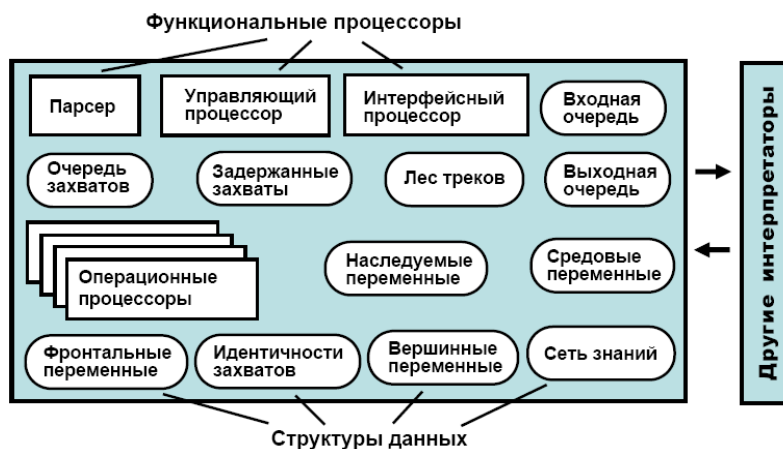 Функциональные процессоры
Парсер
Управляющий
процессор
Интерфейсный
процессор
Входная
очередь
Очередь
захватов
Задержанные
захваты
Лес треков
Выходная
очередь
Операционные
процессоры
Наследуемые
переменные
Средовые
переменные
Фронтальные
переменные
Идентичности
захватов
Вершинные
переменные
Сеть знаний
Структуры данных
Другие интерпретаторы